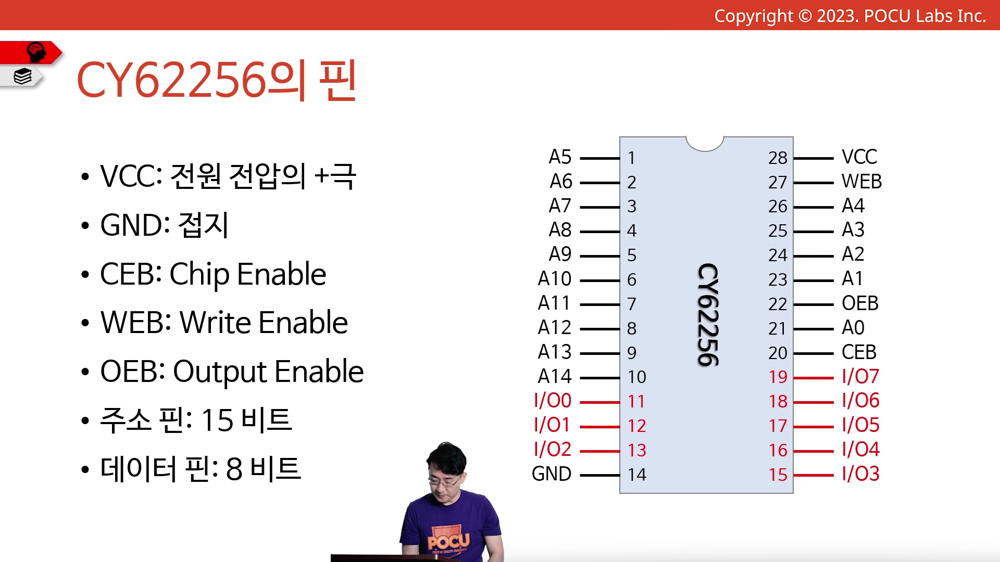 Copyright © 2023. POCU Labs Inc.
CY62256의 핀
• VCC: 전원 전압의 +극
• GND: 접지
• CEB: Chip Enable
• WEB: Write Enable
• OEB: Output Enable
• 주소 핀: 15 비트
• 데이터 핀: 8 비트
A5 1 28 VCC
A6 2 27 WEB
A7 3 26 A4
A8 4 25 A3
A9 5 24 A2
A10 6 23 A1
A11 7 22 OEB
A12 8 21 A0
A13 9 20 CEB
A14 10 19 I/O7
I/O0 11 18 I/O6
I/O1 12 17 I/O5
I/O2 13 16 I/O4
GND 14 15 I/O3
CY62256
POCU
PROOF OF CONCEPT UNIVERSITY